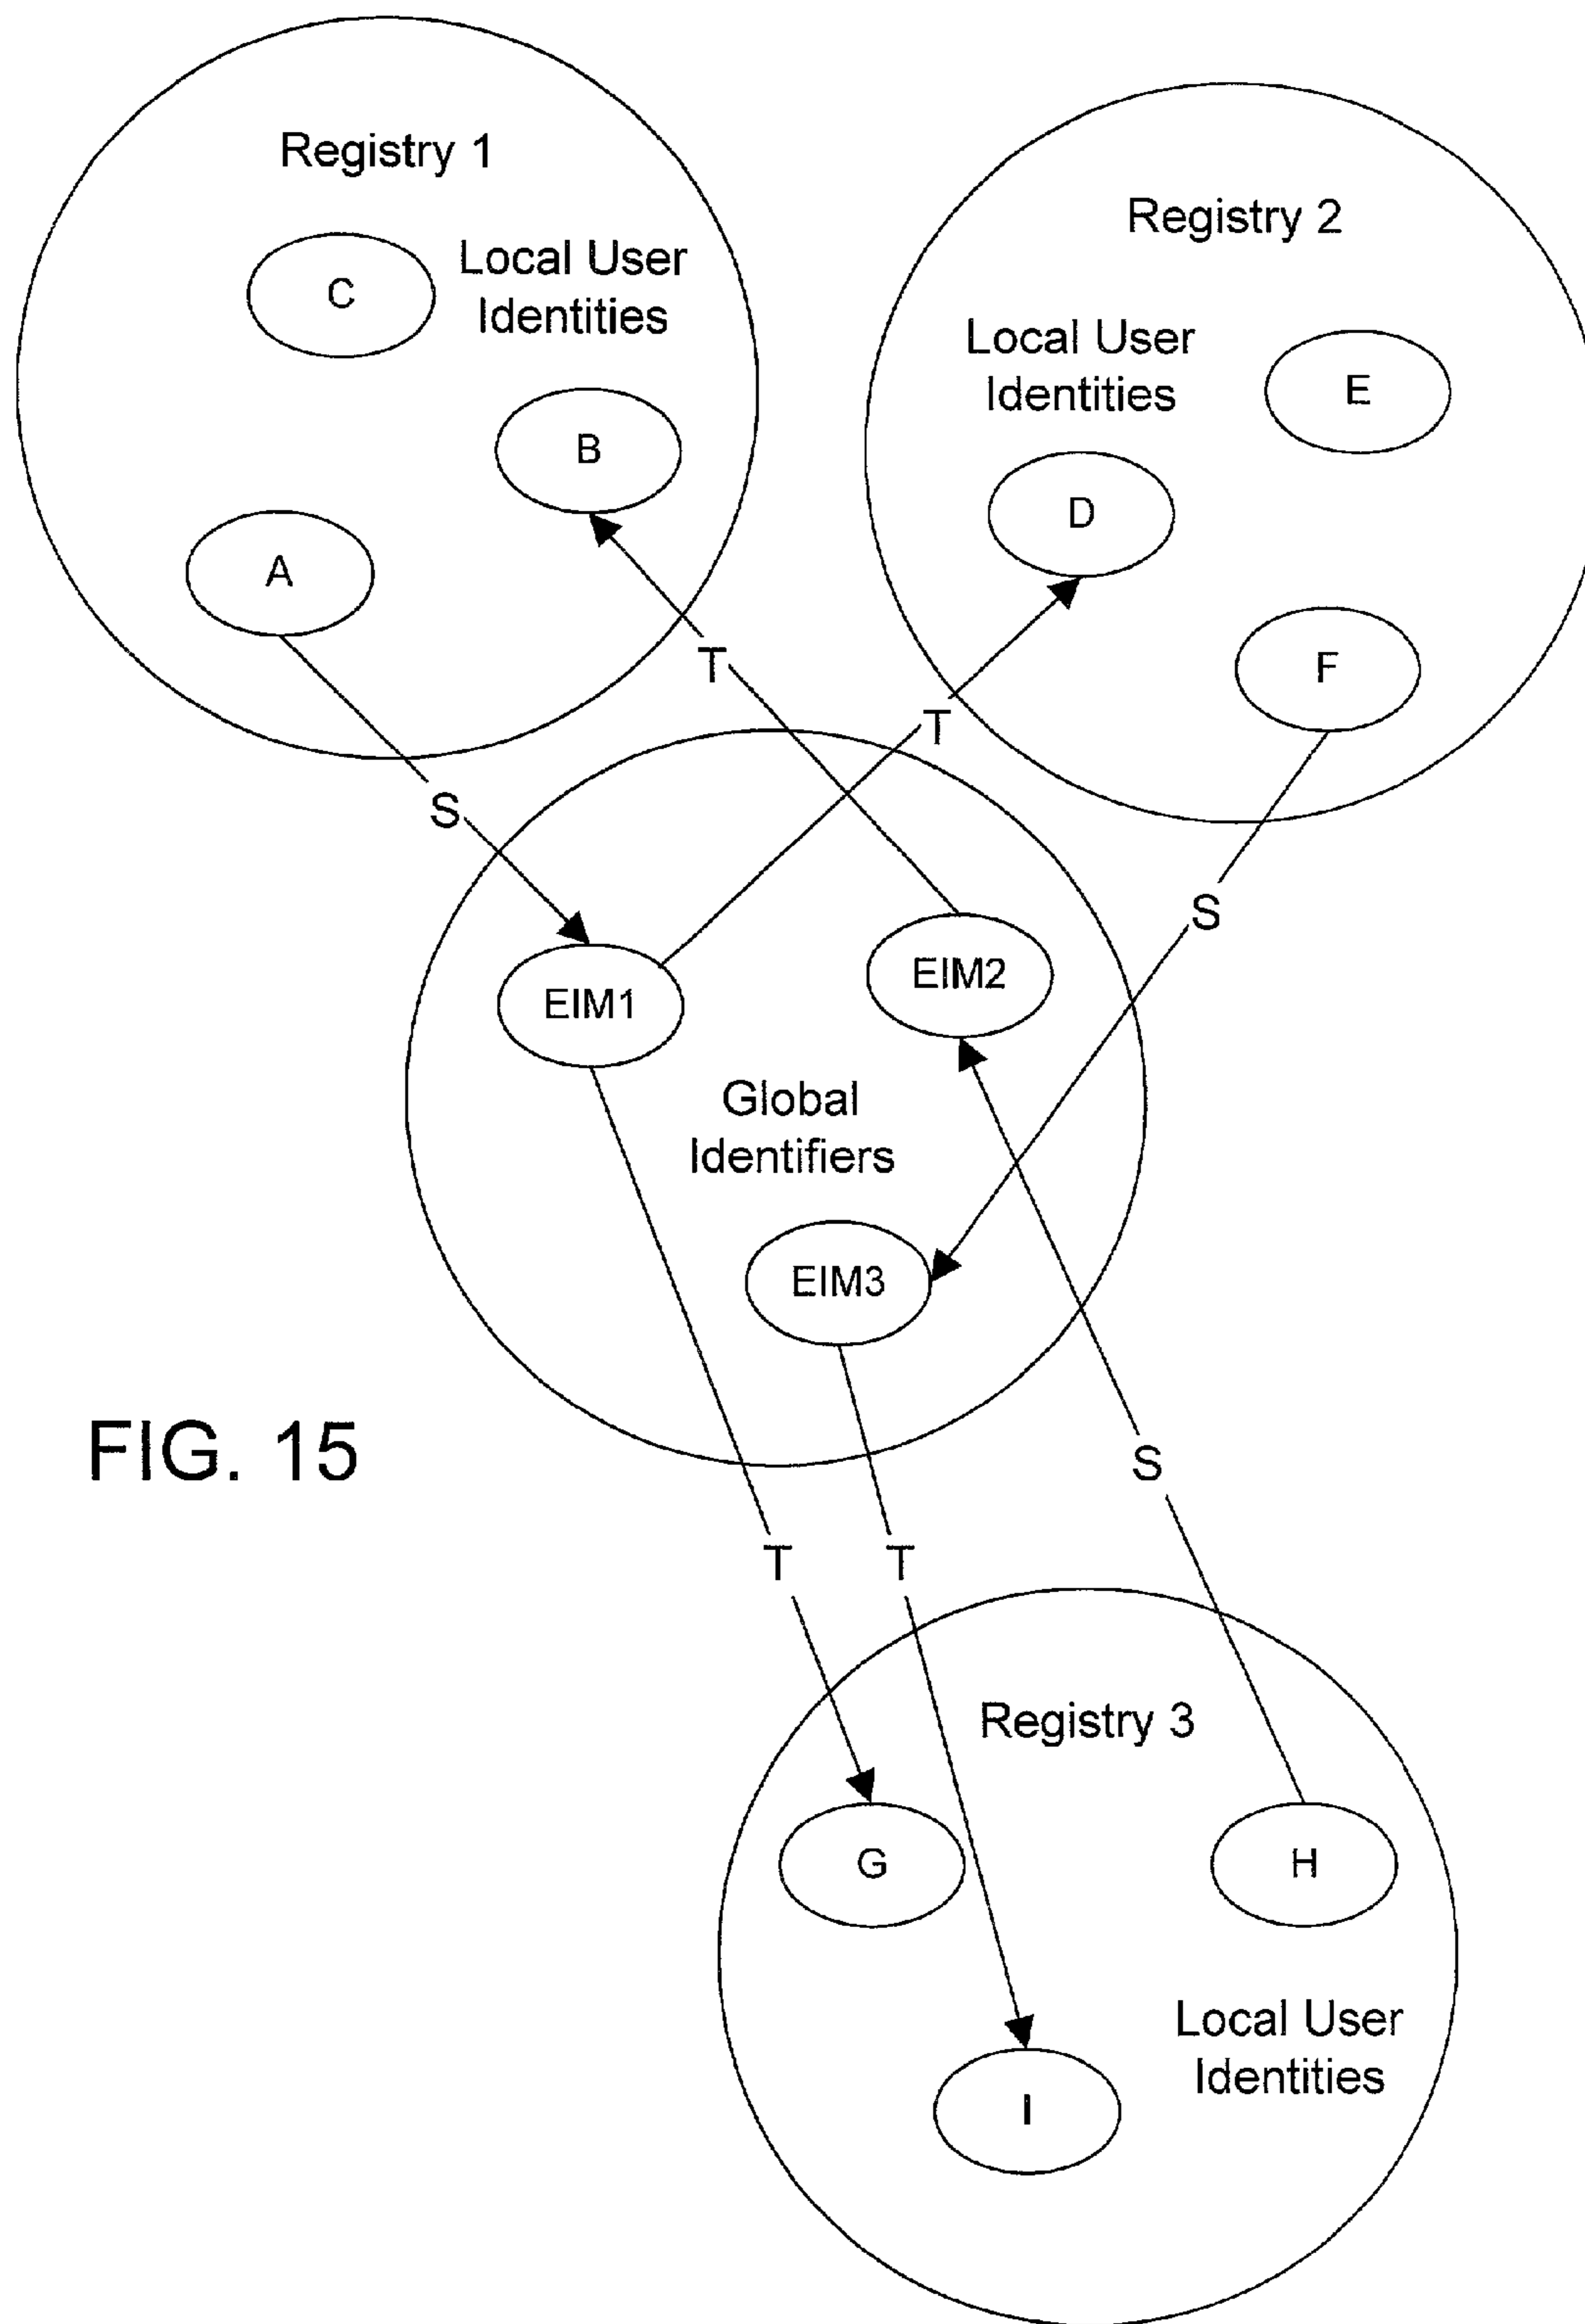 Registry 1
C
Local User
Identities
B
A
Registry 2
Local User
Identities
E
D
F
T
T
S
S
EIM1
EIM2
Global
Identifiers
EIM3
FIG. 15
S
T
T
Registry 3
G
H
Local User
Identities
I